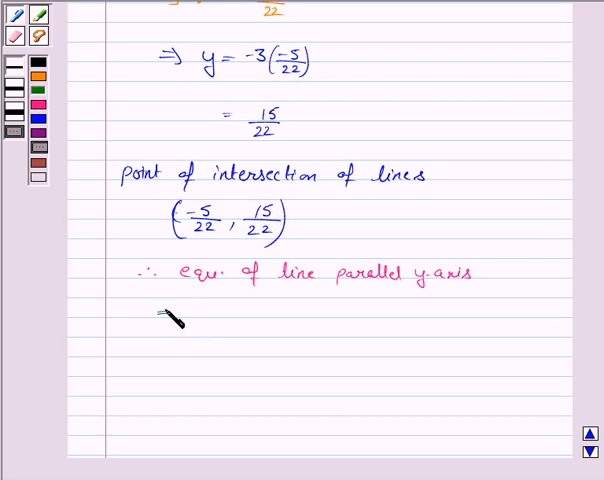 22
⇒ y = -3(-5/22)
= 15/22
point of intersection of lines
(-5/22, 15/22)
∴ equ. of line parallel y-axis